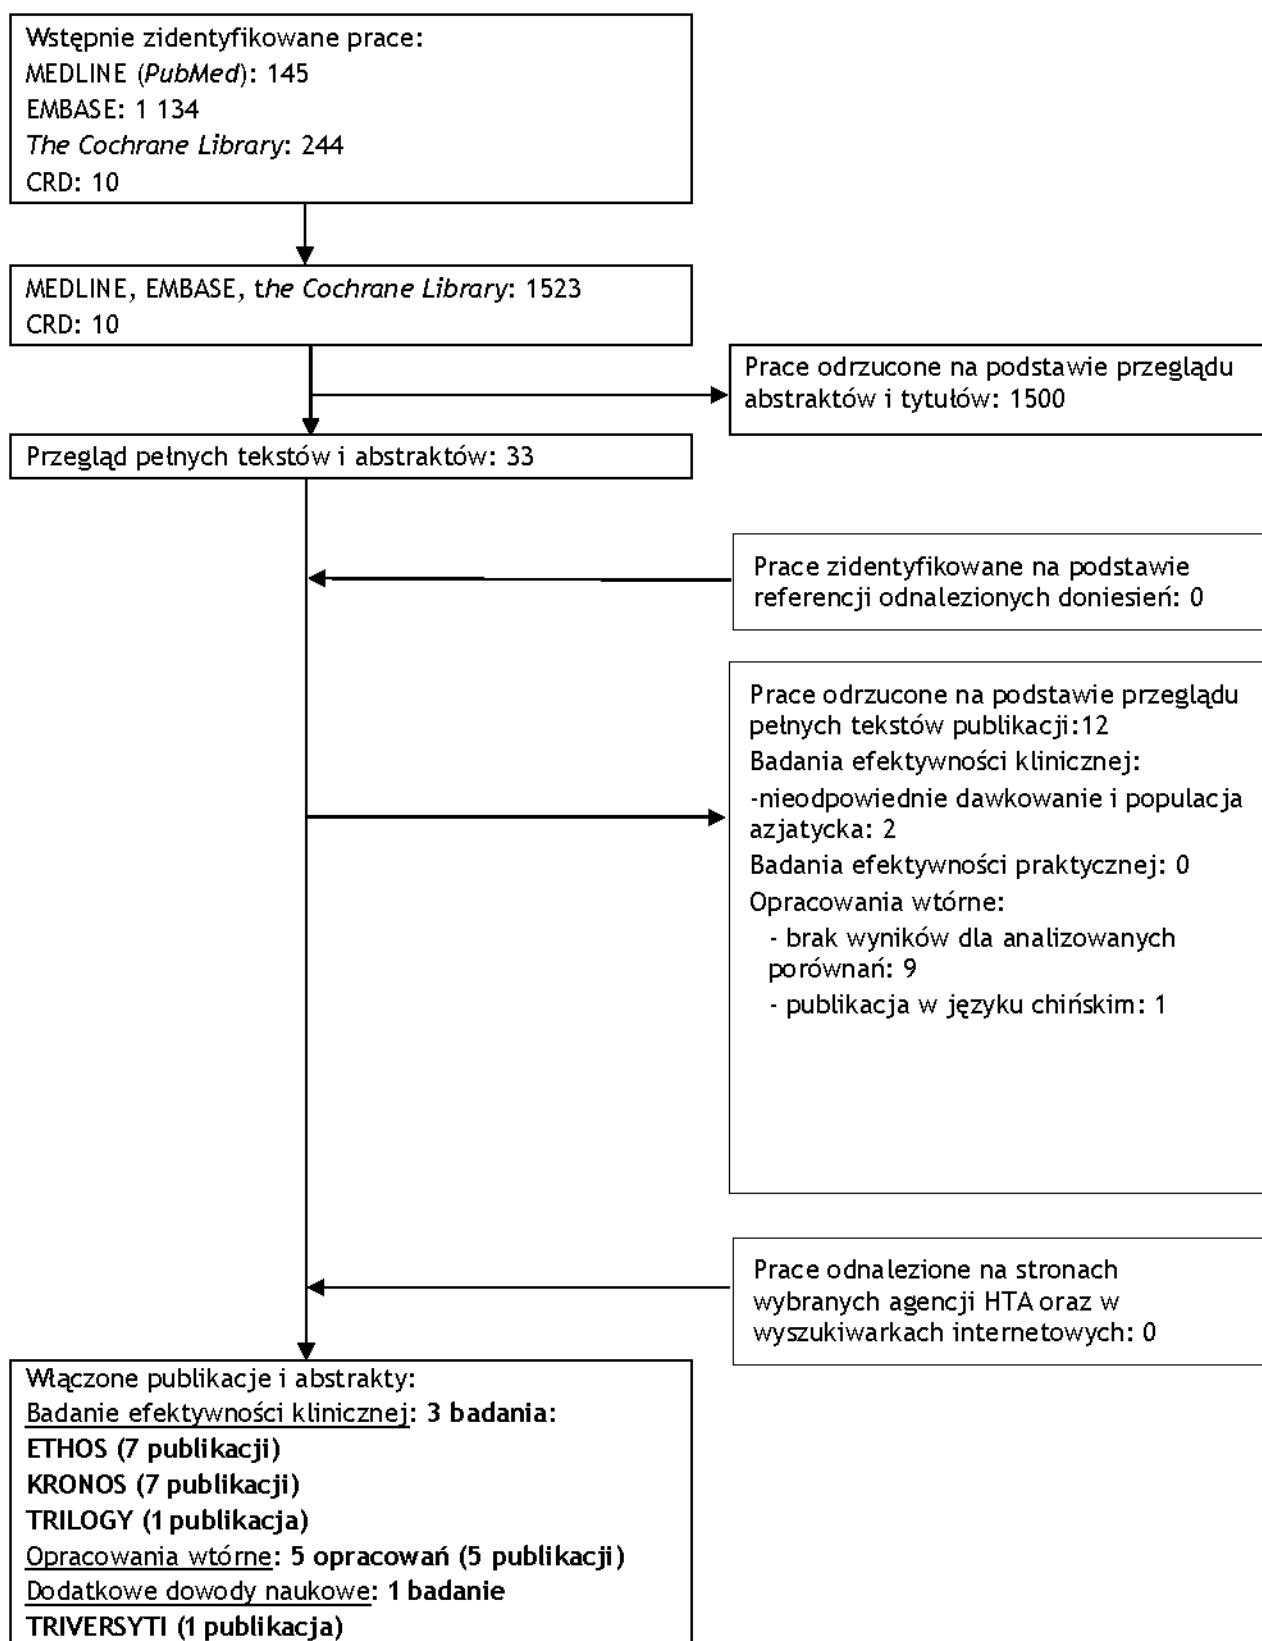 Wstępnie zidentyfikowane prace:
MEDLINE (PubMed): 145
EMBASE: 1 134
The Cochrane Library: 244
CRD: 10
MEDLINE, EMBASE, the Cochrane Library: 1523
CRD: 10
Prace odrzucone na podstawie przeglądu
abstraktów i tytułów: 1500
Przegląd pełnych tekstów i abstraktów: 33
Prace zidentyfikowane na podstawie
referencji odnalezionych doniesień: 0
Prace odrzucone na podstawie przeglądu
pełnych tekstów publikacji:12
Badania efektywności klinicznej:
-nieodpowiednie dawkowanie i populacja
azjatycka: 2
Badania efektywności praktycznej: 0
Opracowania wtórne:
- brak wyników dla analizowanych
porównań: 9
- publikacja w języku chińskim: 1
Prace odnalezione na stronach
wybranych agencji HTA oraz w
wyszukiwarkach internetowych: 0
Włączone publikacje i abstrakty:
Badanie efektywności klinicznej: 3 badania:
ETHOS (7 publikacji)
KRONOS (7 publikacji)
TRILOGY (1 publikacja)
Opracowania wtórne: 5 opracowań (5 publikacji)
Dodatkowe dowody naukowe: 1 badanie
TRIVERSYTI (1 publikacja)